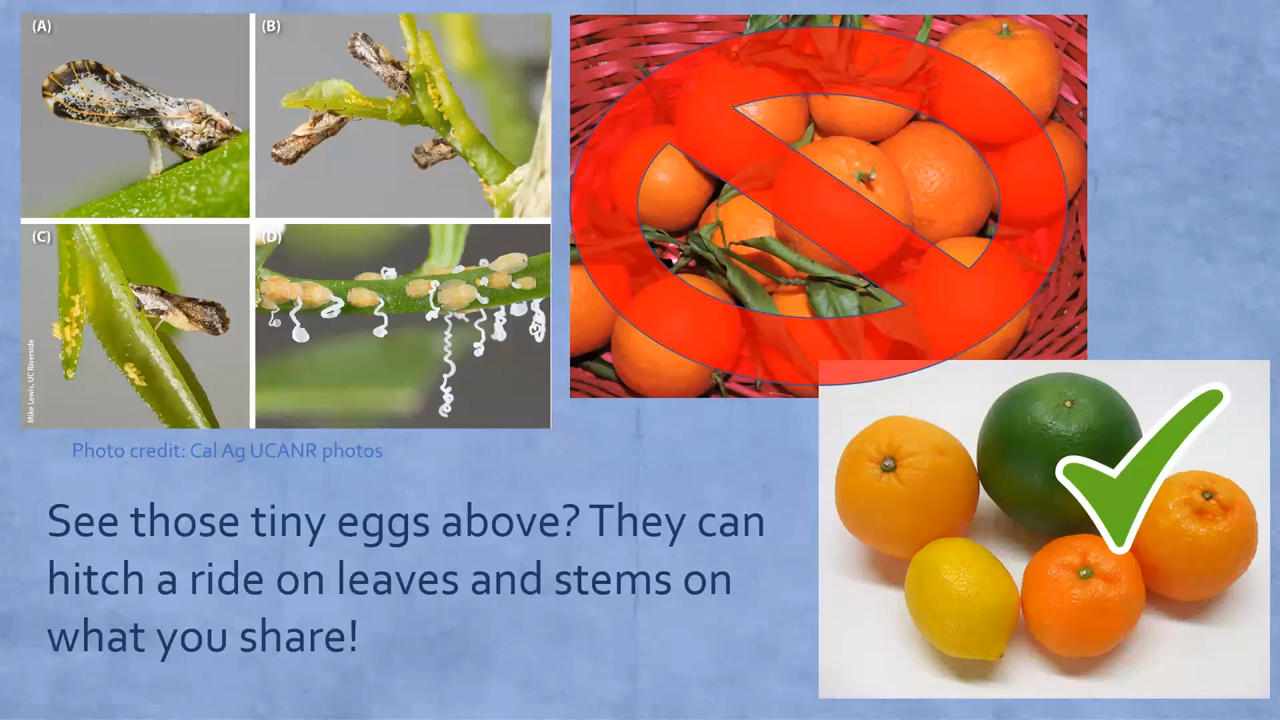 (A)
(B)
(C)
(D)
Mike Lewis, UC Riverside
Photo credit: Cal Ag UCANR photos
See those tiny eggs above? They can
hitch a ride on leaves and stems on
what you share!